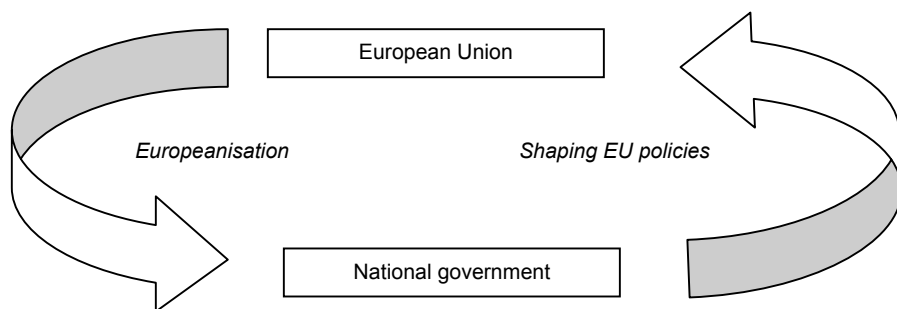 European Union
Europeanisation
Shaping EU policies
National government